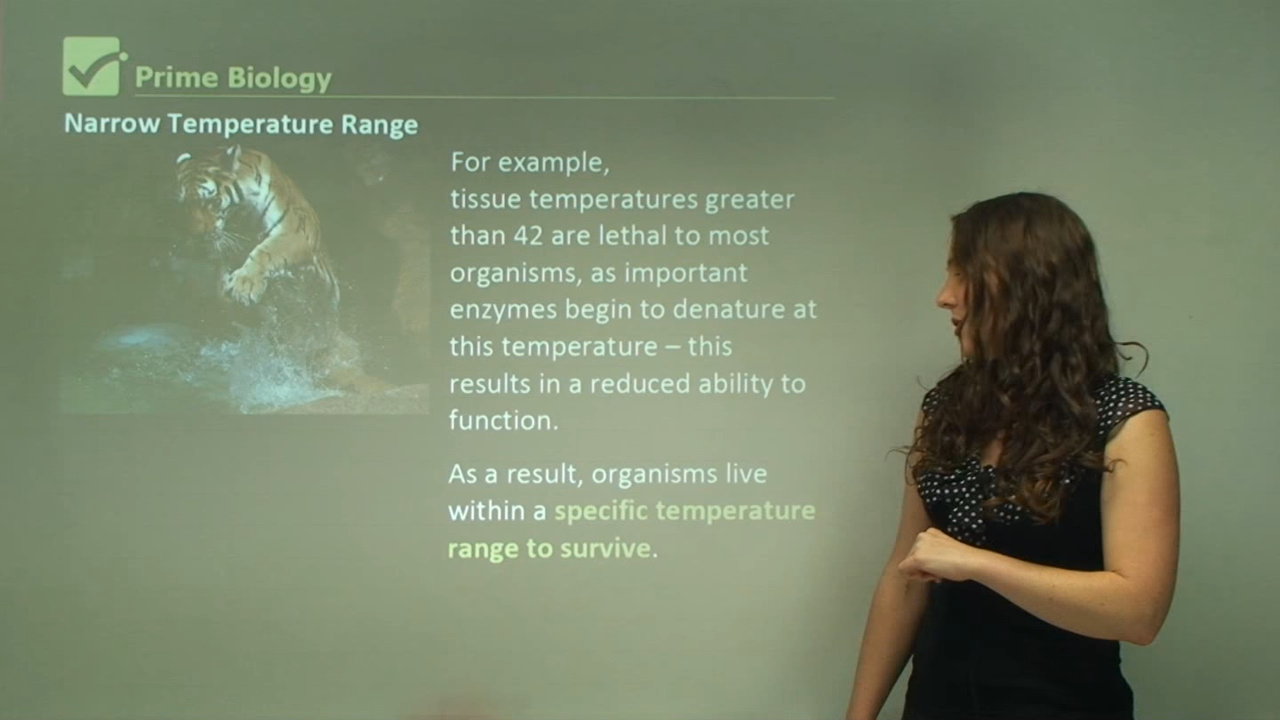 Prime Biology
Narrow Temperature Range
For example,
tissue temperatures greater
than 42 are lethal to most
organisms, as important
enzymes begin to denature at
this temperature – this
results in a reduced ability to
function.
As a result, organisms live
within a specific temperature
range to survive.